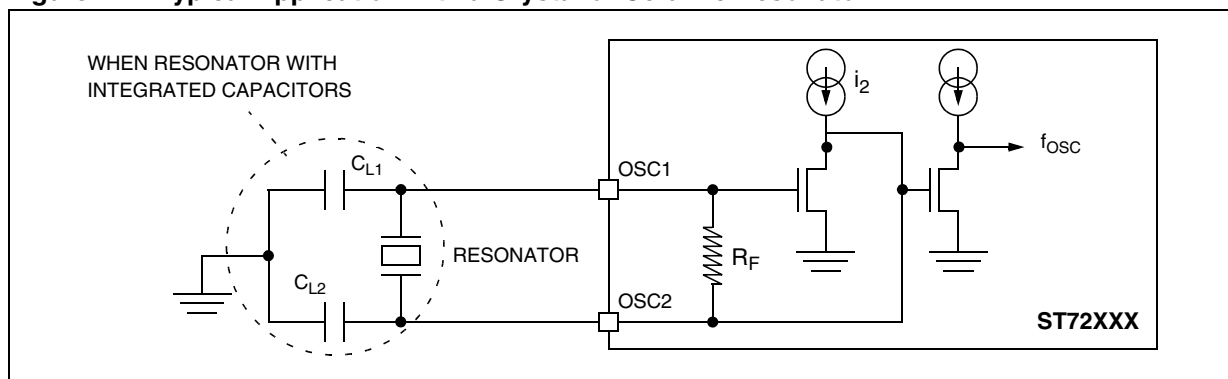 WHEN RESONATOR WITH
INTEGRATED CAPACITORS
CL1
CL2
RESONATOR
OSC1
OSC2
RF
i2
fOSC
ST72XXX